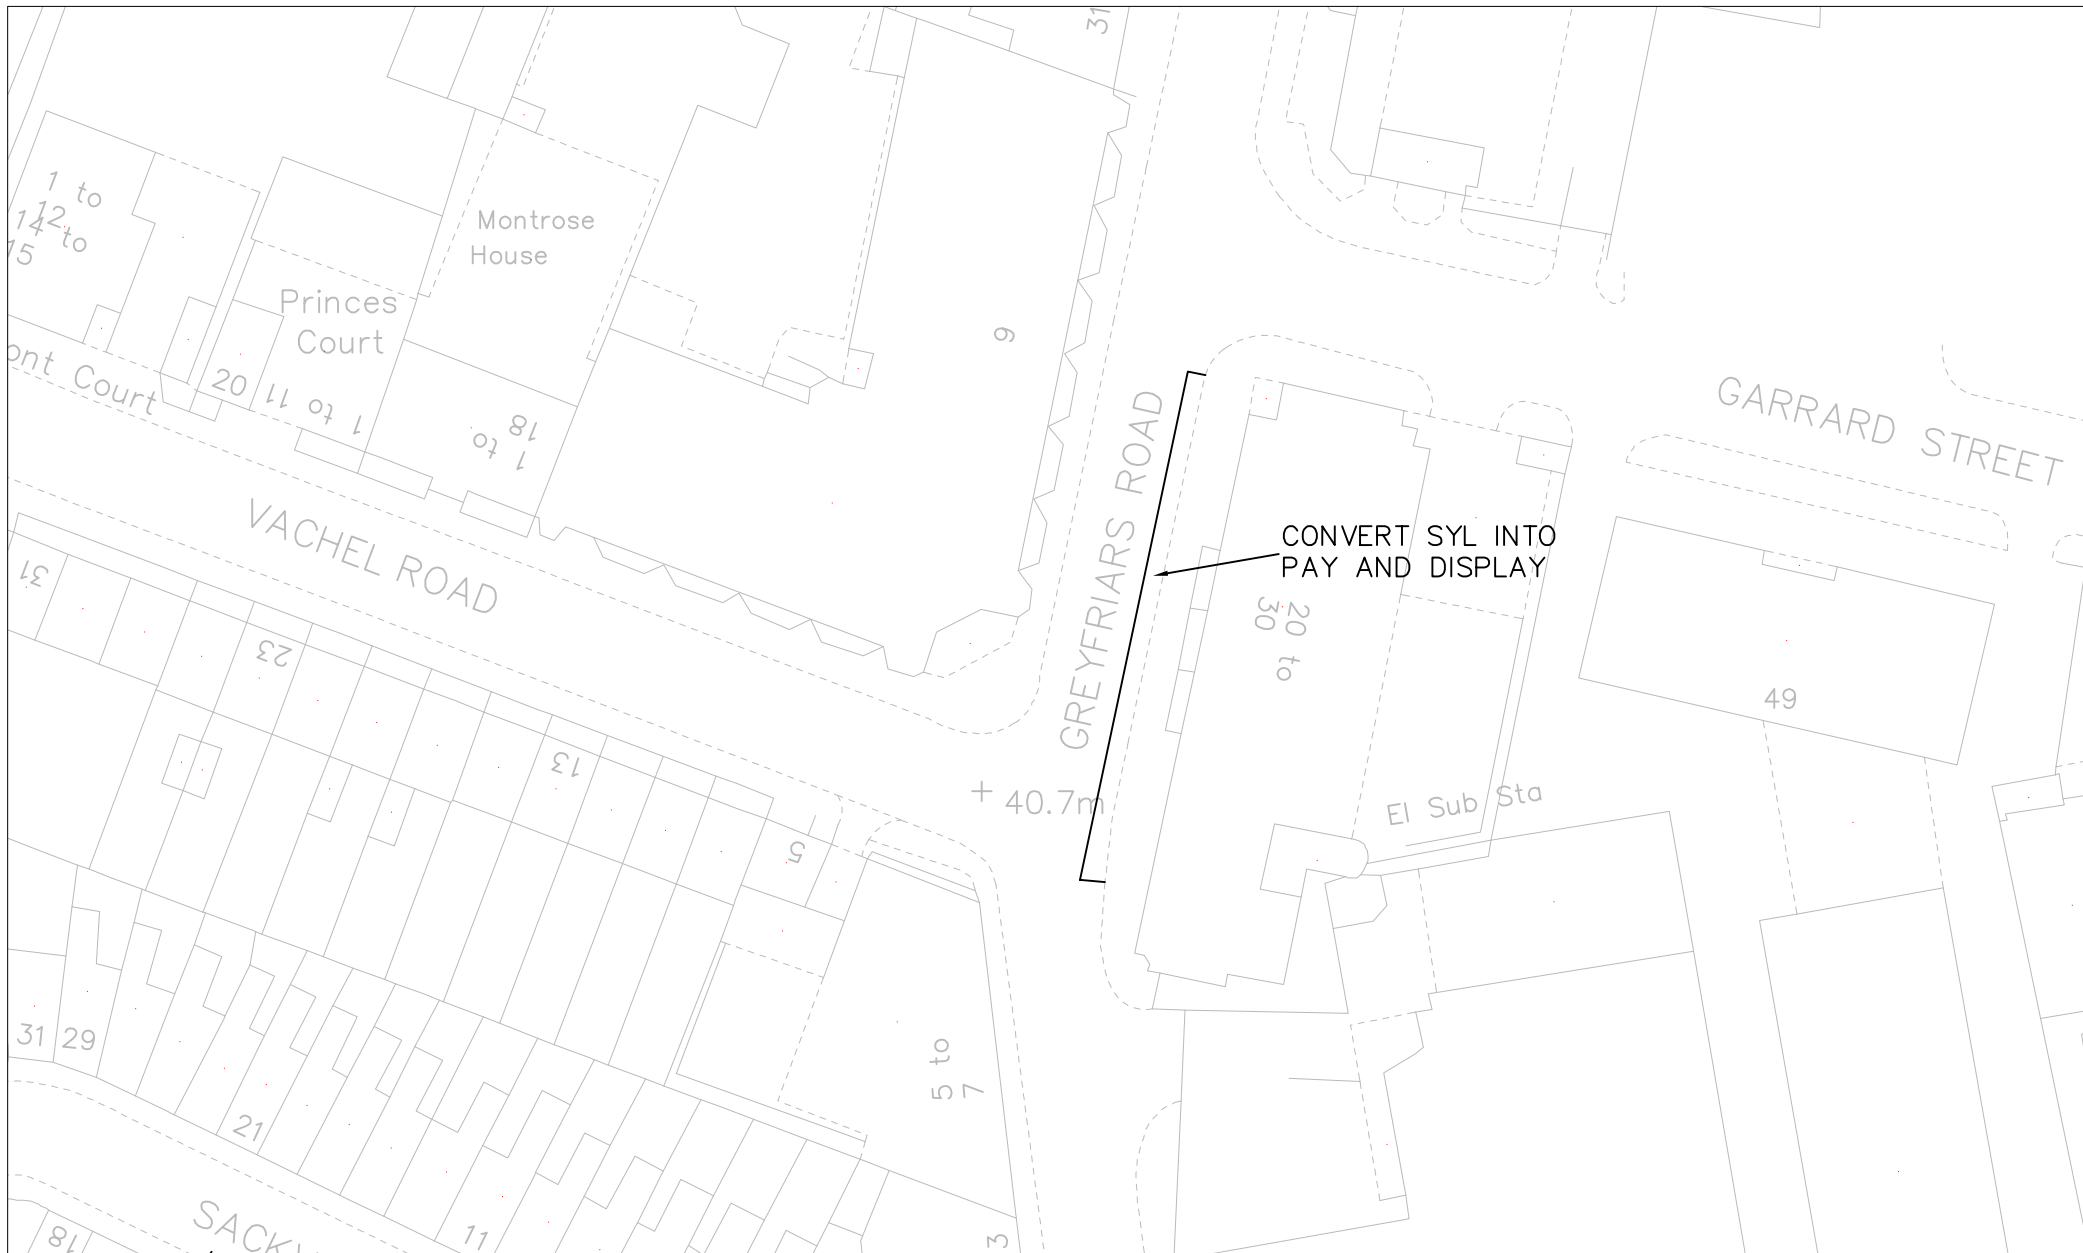 31
1 to
12
14 to
15
Montrose
House
Princes
Court
9
ont Court
20
11 to 1
18
1 to
GARRARD STREET
GREYFRIARS ROAD
VACHEL ROAD
CONVERT SYL INTO
PAY AND DISPLAY
31
23
20 to
30
49
13
+ 40.7m
El Sub Sta
5
31
29
5 to
7
21
11
3
18